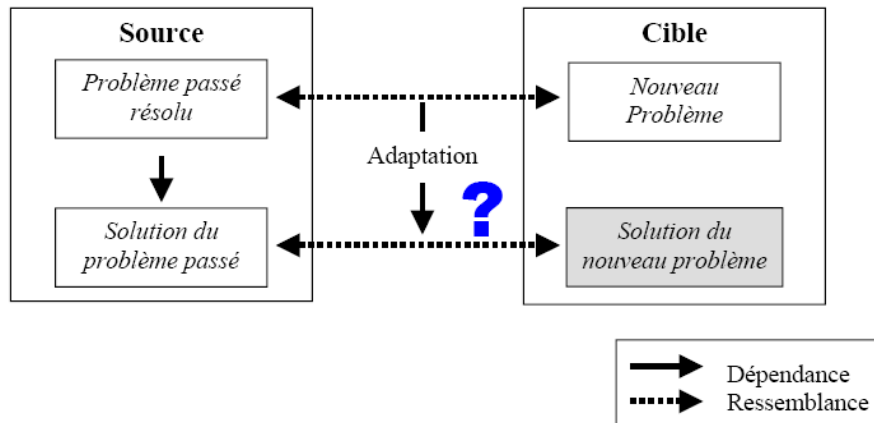 Source
Cible
Problème passé
résolu
Nouveau
Problème
Adaptation
?
Solution du
problème passé
Solution du
nouveau problème
Dépendance
Ressemblance